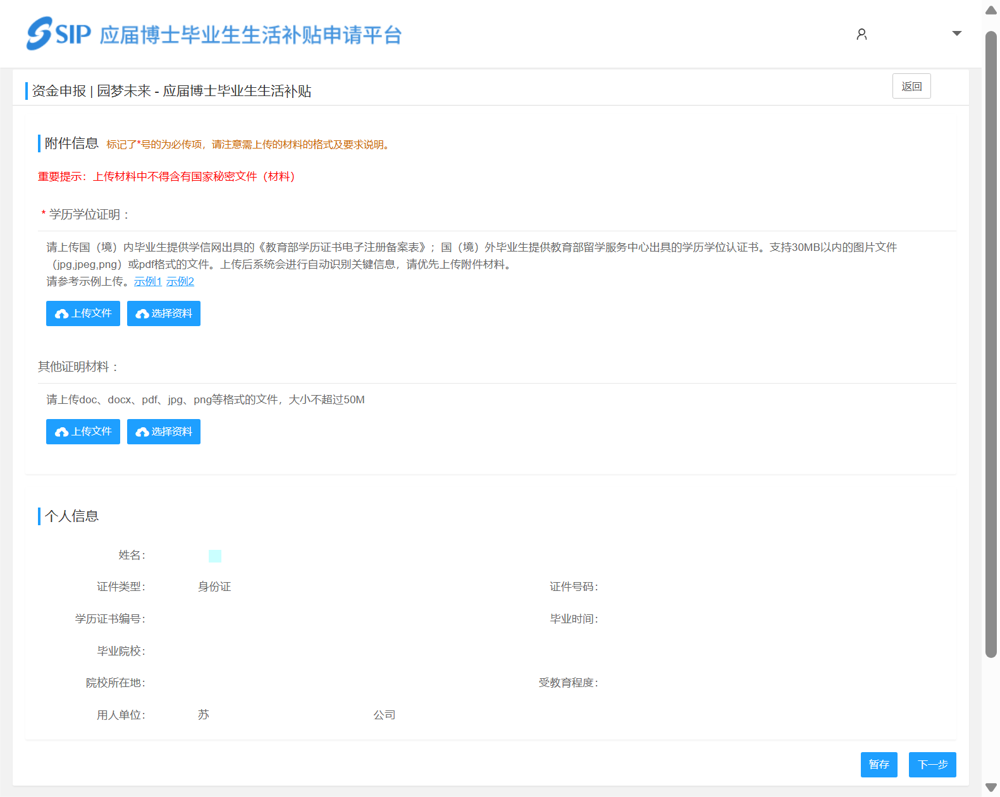 SIP 应届博士毕业生生活补贴申请平台
资金申报 | 园梦未来 - 应届博士毕业生生活补贴
返回
附件信息 标记了*号的为必传项，请注意需上传的材料的格式及要求说明。
重要提示：上传材料中不得含有国家秘密文件（材料）
* 学历学位证明：
请上传国（境）内毕业生提供学信网出具的《教育部学历证书电子注册备案表》；国（境）外毕业生提供教育部留学服务中心出具的学历学位认证书。支持30MB以内的图片文件
（jpg,jpeg,png）或pdf格式的文件。上传后系统会进行自动识别关键信息，请优先上传附件材料。
请参考示例上传。示例1 示例2
上传文件 选择资料
其他证明材料：
请上传doc、docx、pdf、jpg、png等格式的文件，大小不超过50M
上传文件 选择资料
个人信息
姓名：
证件类型： 身份证 证件号码：
学历证书编号： 毕业时间：
毕业院校：
院校所在地： 受教育程度：
用人单位： 苏 公司
暂存 下一步